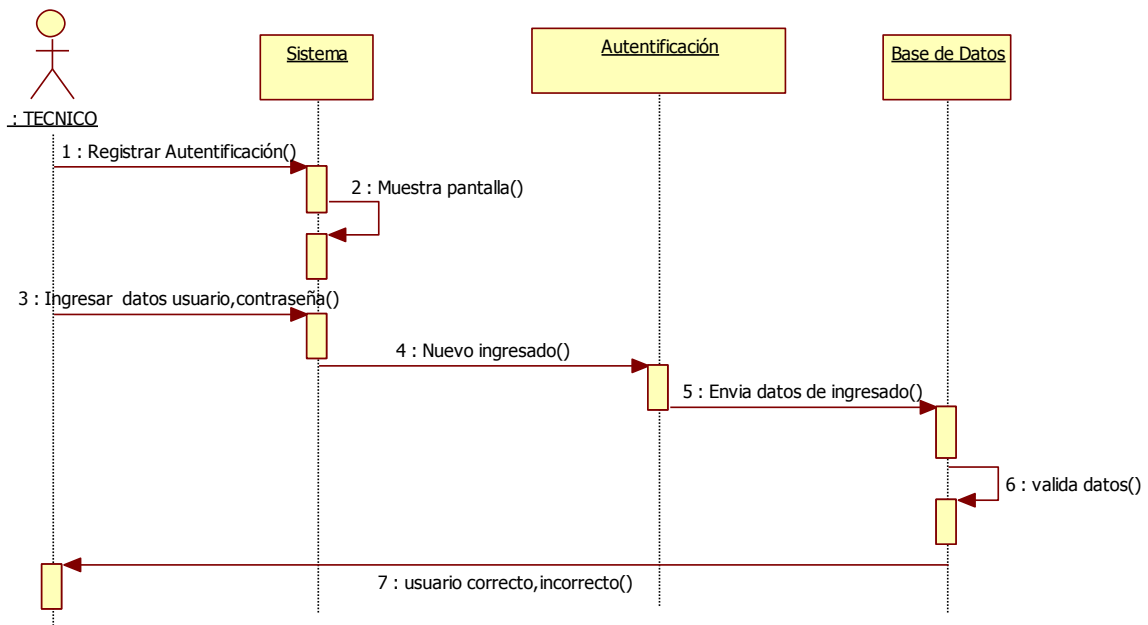 Sistema
Autentificación
Base de Datos
: TECNICO
1 : Registrar Autentificación()
2 : Muestra pantalla()
3 : Ingresar datos usuario,contraseña()
4 : Nuevo ingresado()
5 : Envia datos de ingresado()
6 : valida datos()
7 : usuario correcto,incorrecto()